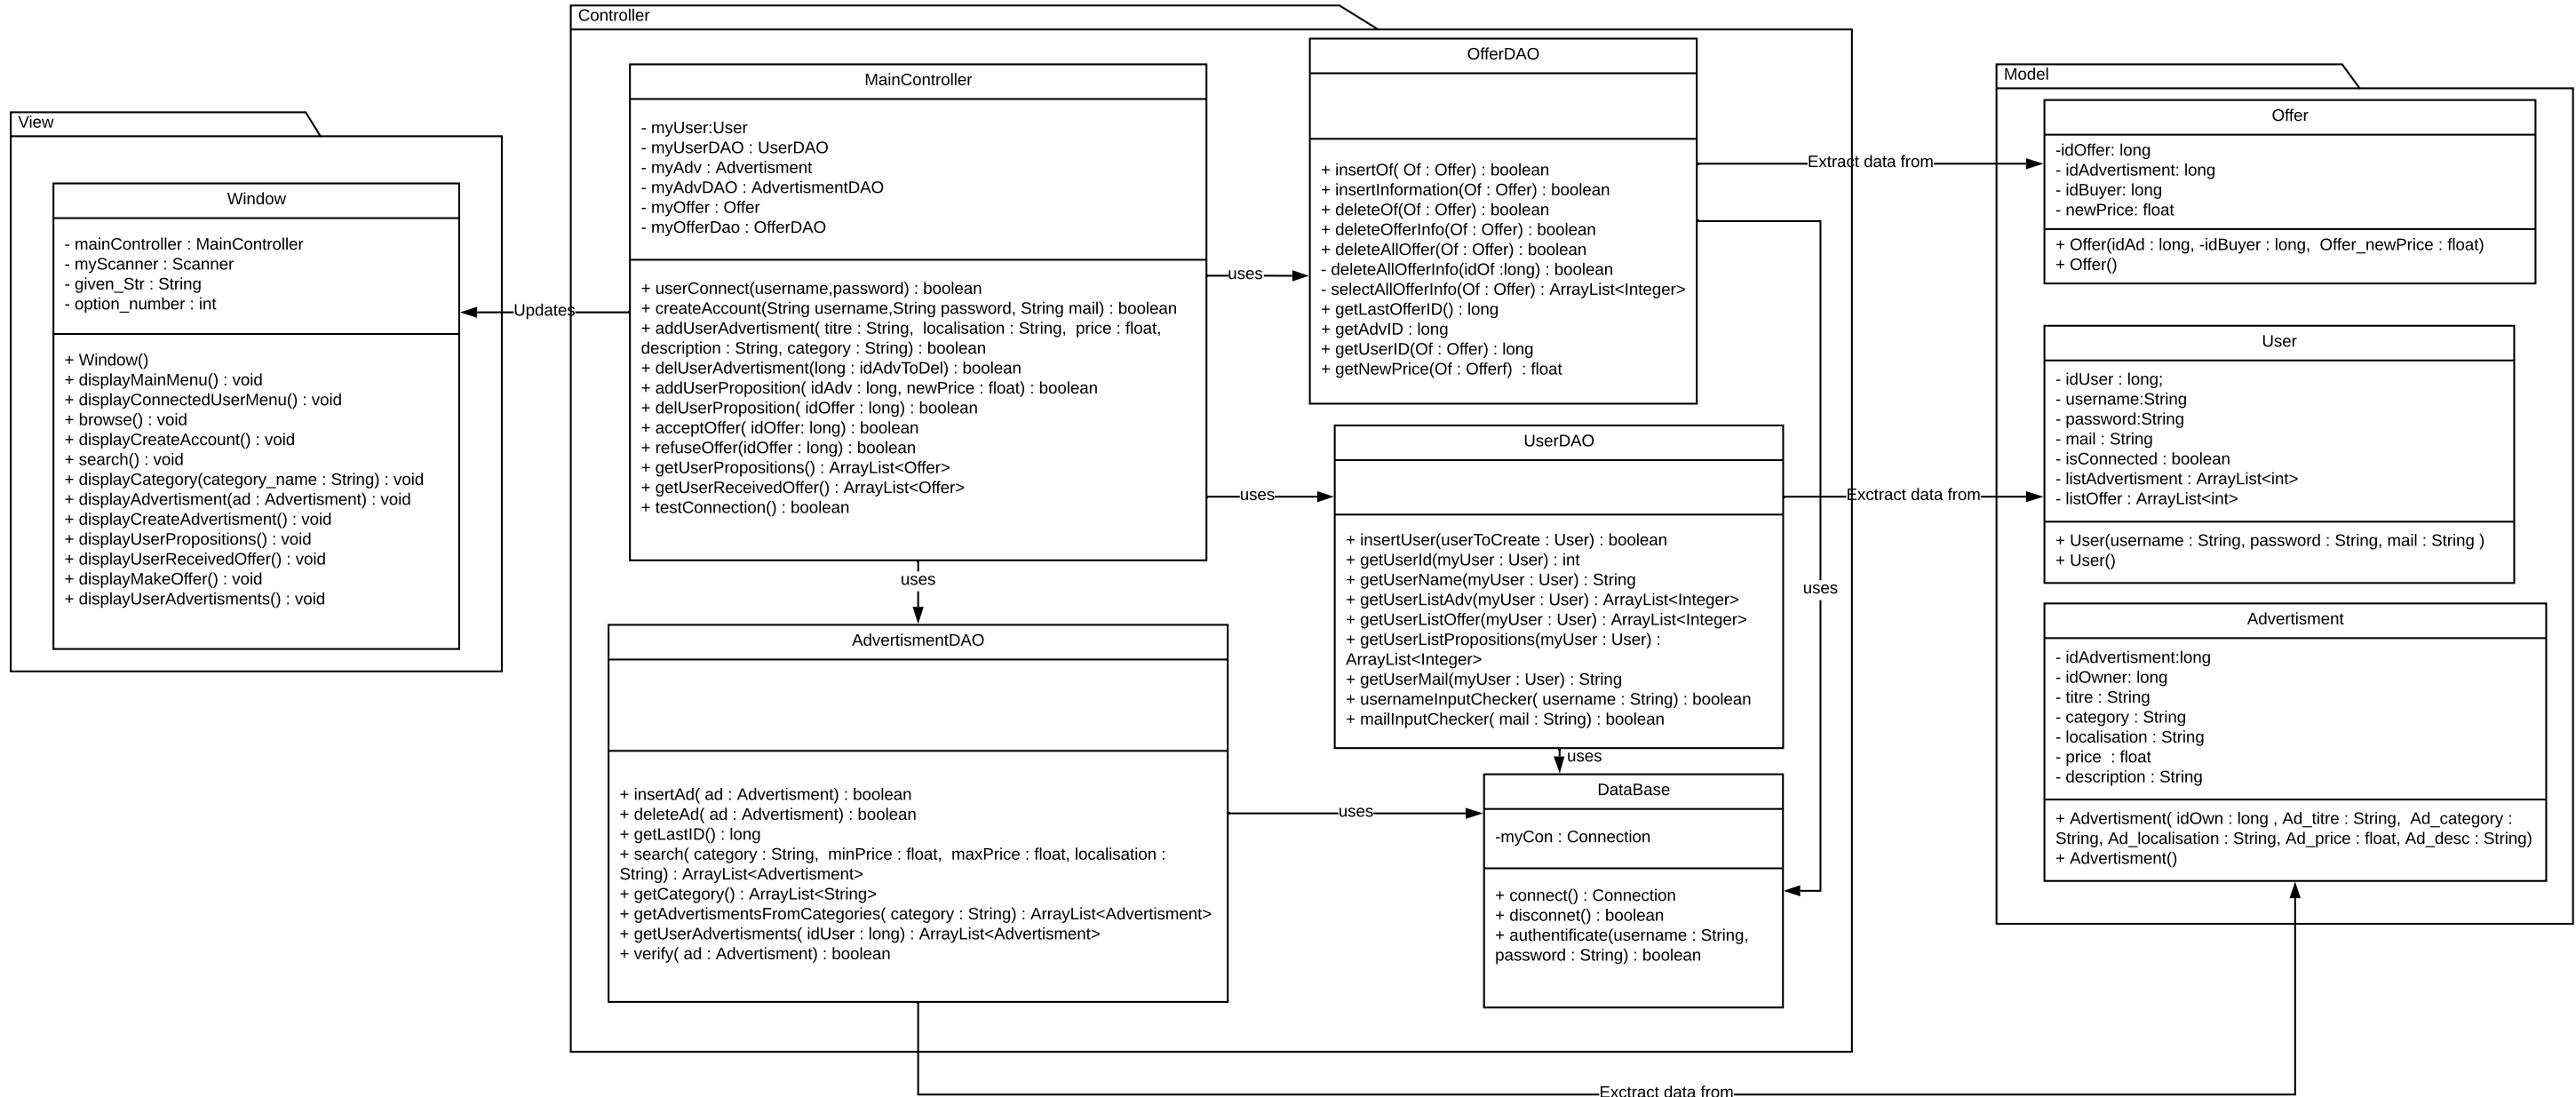 View
Window
- mainController : MainController
- myScanner : Scanner
- given_Str : String
- option_number : int
+ Window()
+ displayMainMenu() : void
+ displayConnectedUserMenu() : void
+ browse() : void
+ displayCreateAccount() : void
+ search() : void
+ displayCategory(category_name : String) : void
+ displayAdvertisment(ad : Advertisment) : void
+ displayCreateAdvertisment() : void
+ displayUserPropositions() : void
+ displayUserReceivedOffer() : void
+ displayMakeOffer() : void
+ displayUserAdvertisments() : void
Updates
Controller
MainController
- myUser:User
- myUserDAO : UserDAO
- myAdv : Advertisment
- myAdvDAO : AdvertismentDAO
- myOffer : Offer
- myOfferDao : OfferDAO
+ userConnect(username,password) : boolean
+ createAccount(String username,String password, String mail) : boolean
+ addUserAdvertisment( titre : String,  localisation : String,  price : float,
description : String, category : String) : boolean
+ delUserAdvertisment(long : idAdvToDel) : boolean
+ addUserProposition( idAdv : long, newPrice : float) : boolean
+ delUserProposition( idOffer : long) : boolean
+ acceptOffer( idOffer: long) : boolean
+ refuseOffer(idOffer : long) : boolean
+ getUserPropositions() : ArrayList<Offer>
+ getUserReceivedOffer() : ArrayList<Offer>
+ testConnection() : boolean
uses
uses
uses
OfferDAO
+ insertOf( Of : Offer) : boolean
+ insertInformation(Of : Offer) : boolean
+ deleteOf(Of : Offer) : boolean
+ deleteOfferInfo(Of : Offer) : boolean
+ deleteAllOffer(Of : Offer) : boolean
- deleteAllOfferInfo(idOf :long) : boolean
- selectAllOfferInfo(Of : Offer) : ArrayList<Integer>
+ getLastOfferID() : long
+ getAdvID : long
+ getUserID(Of : Offer) : long
+ getNewPrice(Of : Offerf)  : float
Extract data from
uses
UserDAO
+ insertUser(userToCreate : User) : boolean
+ getUserId(myUser : User) : int
+ getUserName(myUser : User) : String
+ getUserListAdv(myUser : User) : ArrayList<Integer>
+ getUserListOffer(myUser : User) : ArrayList<Integer>
+ getUserListPropositions(myUser : User) :
ArrayList<Integer>
+ getUserMail(myUser : User) : String
+ usernameInputChecker( username : String) : boolean
+ mailInputChecker( mail : String) : boolean
Exctract data from
uses
AdvertismentDAO
+ insertAd( ad : Advertisment) : boolean
+ deleteAd( ad : Advertisment) : boolean
+ getLastID() : long
+ search( category : String,  minPrice : float,  maxPrice : float, localisation :
String) : ArrayList<Advertisment>
+ getCategory() : ArrayList<String>
+ getAdvertismentsFromCategories( category : String) : ArrayList<Advertisment>
+ getUserAdvertisments( idUser : long) : ArrayList<Advertisment>
+ verify( ad : Advertisment) : boolean
uses
DataBase
-myCon : Connection
+ connect() : Connection
+ disconnet() : boolean
+ authentificate(username : String,
password : String) : boolean
Exctract data from
Model
Offer
-idOffer: long
- idAdvertisment: long
- idBuyer: long
- newPrice: float
+ Offer(idAd : long, -idBuyer : long,  Offer_newPrice : float)
+ Offer()
User
- idUser : long;
- username:String
- password:String
- mail : String
- isConnected : boolean
- listAdvertisment : ArrayList<int>
- listOffer : ArrayList<int>
+ User(username : String, password : String, mail : String )
+ User()
Advertisment
- idAdvertisment:long
- idOwner: long
- titre : String
- category : String
- localisation : String
- price  : float
- description : String
+ Advertisment( idOwn : long , Ad_titre : String,  Ad_category :
String, Ad_localisation : String, Ad_price : float, Ad_desc : String)
+ Advertisment()